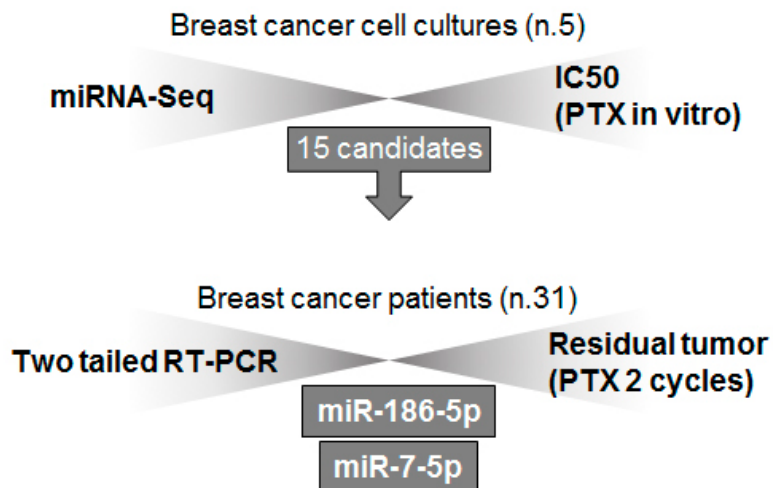 Breast cancer cell cultures (n.5)
miRNA-Seq
IC50
(PTX in vitro)
15 candidates
Breast cancer patients (n.31)
Two tailed RT-PCR
Residual tumor
(PTX 2 cycles)
miR-186-5p
miR-7-5p